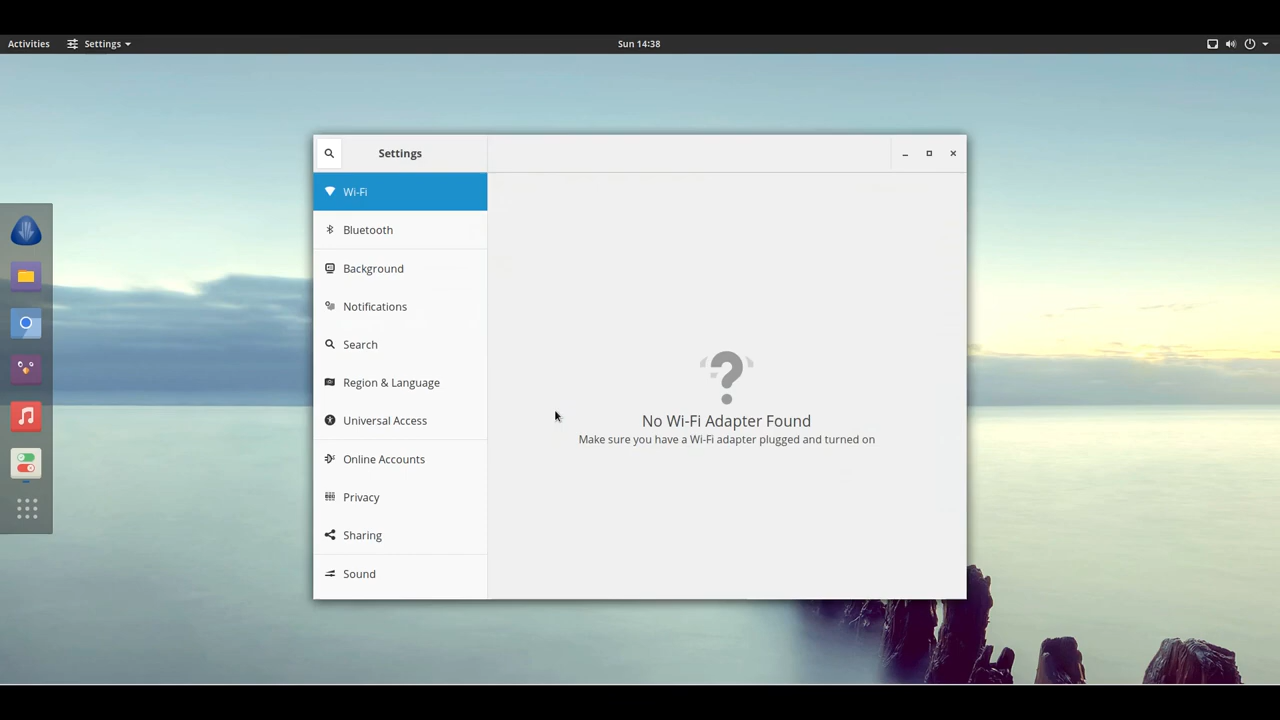 Activities
Settings
Sun 14:38
Settings
Wi-Fi
Bluetooth
Background
Notifications
Search
Region & Language
Universal Access
Online Accounts
Privacy
Sharing
Sound
No Wi-Fi Adapter Found
Make sure you have a Wi-Fi adapter plugged and turned on